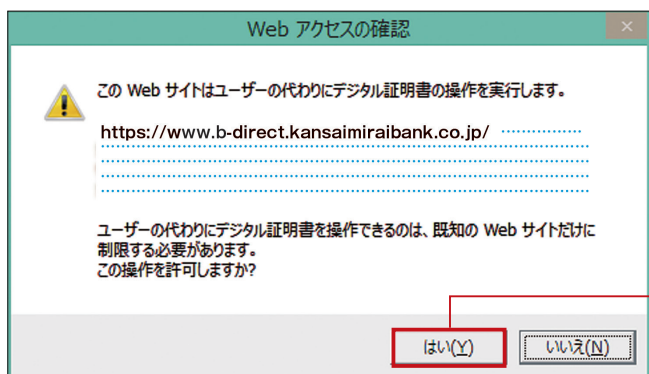 Web アクセスの確認
この Web サイトはユーザーの代わりにデジタル証明書の操作を実行します。
https://www.b-direct.kansaimiraibank.co.jp/
ユーザーの代わりにデジタル証明書を操作できるのは、既知の Web サイトだけに
制限する必要があります。
この操作を許可しますか?
はい(Y) いいえ(N)